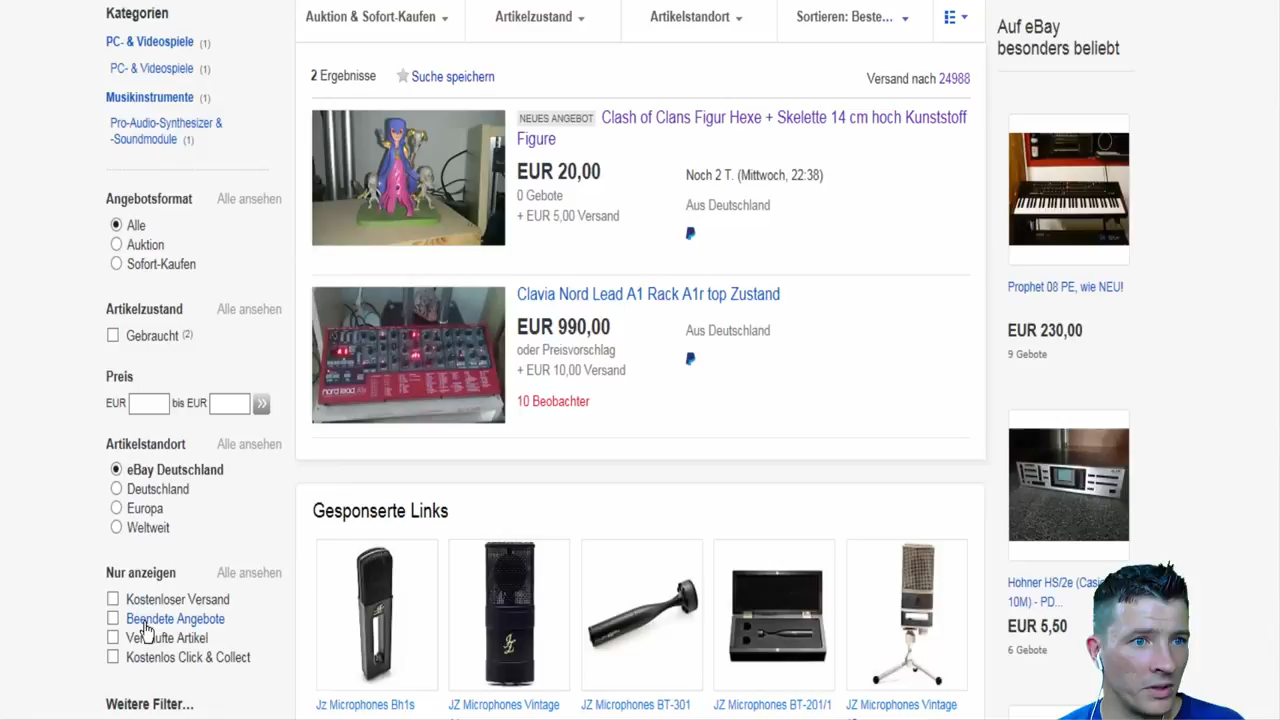 Kategorien
PC- & Videospiele (1)
PC- & Videospiele (1)
Musikinstrumente (1)
Pro-Audio-Synthesizer &
-Soundmodule (1)
Angebotsformat Alle ansehen
Alle
Auktion
Sofort-Kaufen
Artikelzustand Alle ansehen
Gebraucht (2)
Preis
EUR bis EUR
Artikelstandort Alle ansehen
eBay Deutschland
Deutschland
Europa
Weltweit
Nur anzeigen Alle ansehen
Kostenloser Versand
Beendete Angebote
Verkaufte Artikel
Kostenlos Click & Collect
Weitere Filter...
Auktion & Sofort-Kaufen Artikelzustand Artikelstandort Sortieren: Beste...
2 Ergebnisse Suche speichern Versand nach 24988
NEUES ANGEBOT Clash of Clans Figur Hexe + Skelette 14 cm hoch Kunststoff
Figure
EUR 20,00
Noch 2 T. (Mittwoch, 22:38)
0 Gebote
Aus Deutschland
+ EUR 5,00 Versand
Clavia Nord Lead A1 Rack A1r top Zustand
EUR 990,00
Aus Deutschland
oder Preisvorschlag
+ EUR 10,00 Versand
10 Beobachter
nord lead
Gesponserte Links
Jz Microphones Bh1s
JZ Microphones Vintage
JZ Microphones BT-301
JZ Microphones BT-201/1
JZ Microphones Vintage
Auf eBay
besonders beliebt
Prophet 08 PE, wie NEU!
EUR 230,00
9 Gebote
Hohner HS/2e (Casi
10M) - PD...
EUR 5,50
6 Gebote